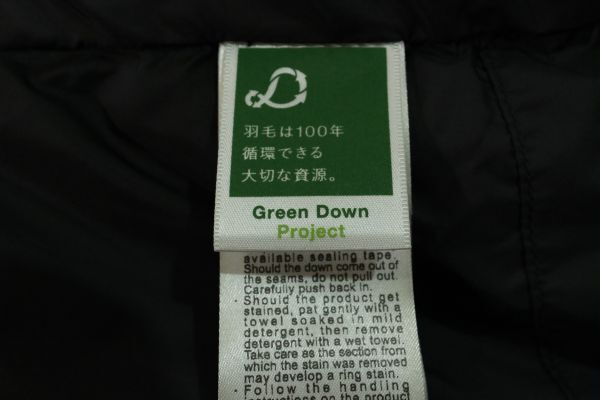 羽毛は100年
循環できる
大切な資源。
Green Down
Project
available sealing tape.
Should the down come out of
the seams, do not pull out.
Carefully push back in.
· Should the product get
stained, pat gently with a
towel soaked in mild
detergent, then remove
detergent with a wet towel.
Take care as the section from
which the stain was removed
may develop a ring stain.
· Follow the handling
instructions on the product